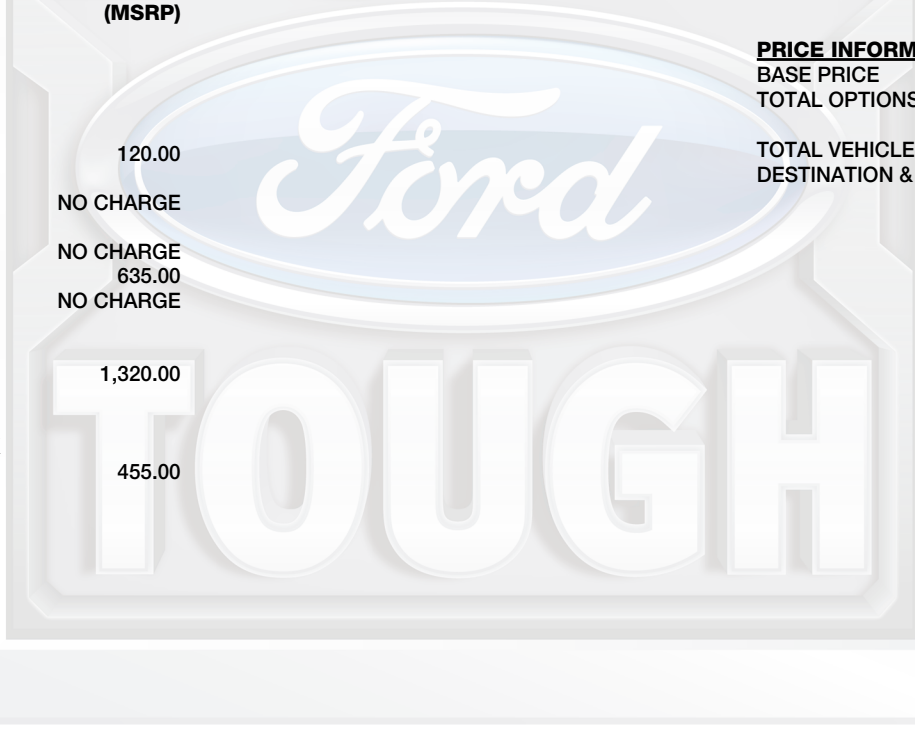 (MSRP)
120.00
NO CHARGE
NO CHARGE
635.00
NO CHARGE
1,320.00
455.00
PRICE INFORM
BASE PRICE
TOTAL OPTIONS
TOTAL VEHICLE
DESTINATION &
Ford
TOUGH